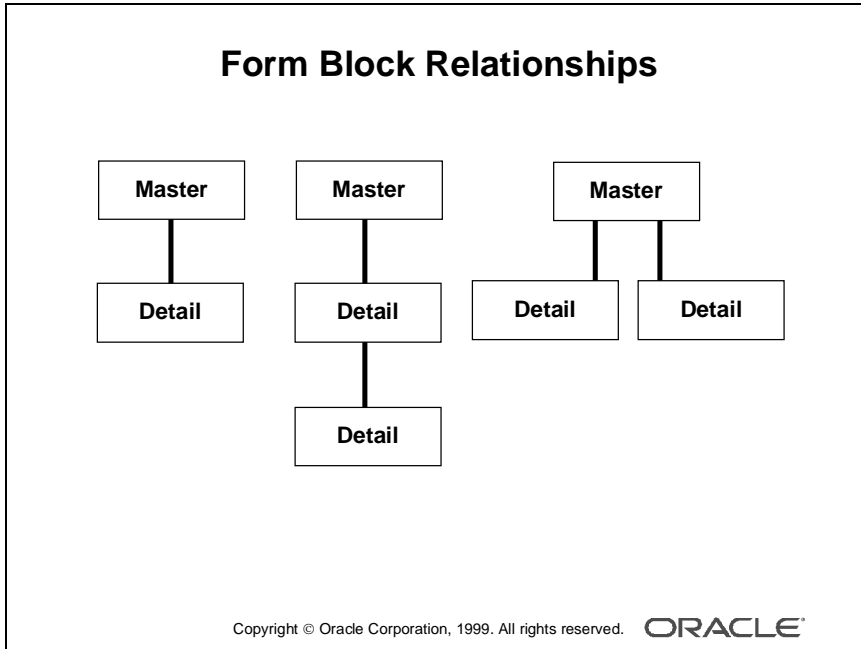 Form Block Relationships
Master
Master
Master
Detail
Detail
Detail
Detail
Detail
Copyright © Oracle Corporation, 1999. All rights reserved. ORACLE®